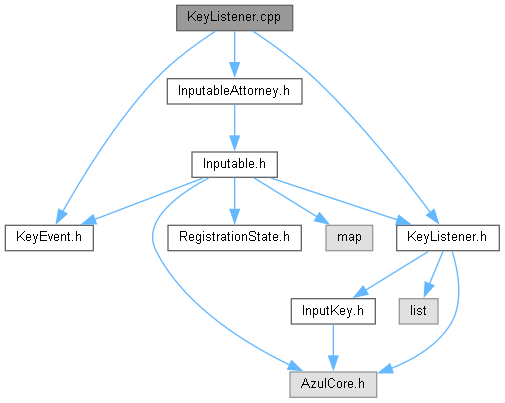 KeyListener.cpp
InputableAttorney.h
Inputable.h
KeyEvent.h
RegistrationState.h
map
KeyListener.h
InputKey.h
list
AzulCore.h